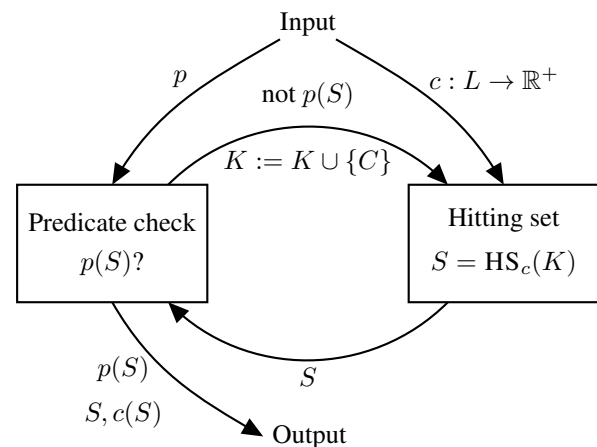 Input
p
c : L → ℝ⁺
not p(S)
K := K ∪ {C}
Predicate check
p(S)?
Hitting set
S = HS_c(K)
S
p(S)
S, c(S)
Output